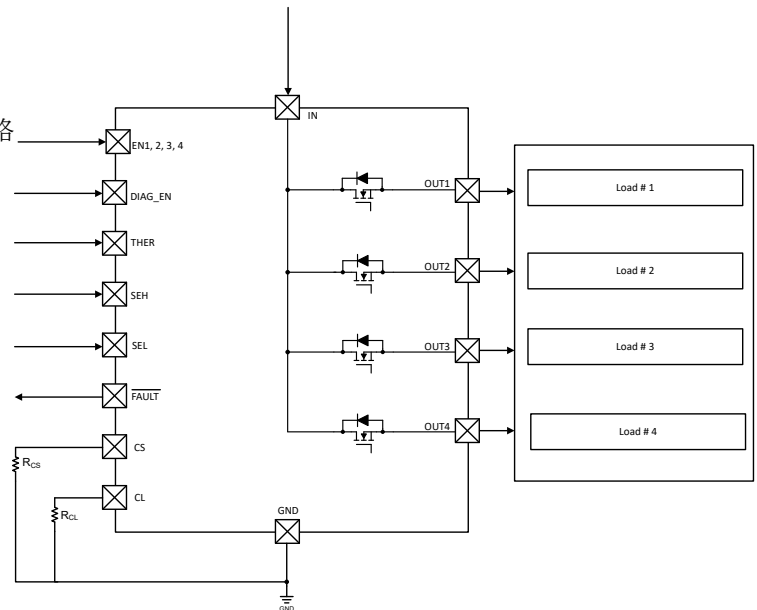 IN
络
EN1, 2, 3, 4
DIAG_EN
THER
SEH
SEL
FAULT
CS
CL
RCS
RCL
GND
GND
OUT1
OUT2
OUT3
OUT4
Load # 1
Load # 2
Load # 3
Load # 4